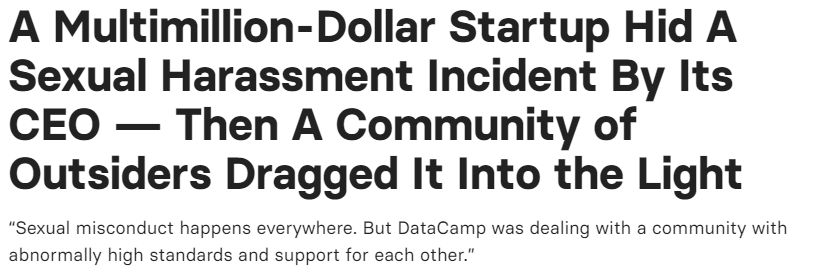 A Multimillion-Dollar Startup Hid A
Sexual Harassment Incident By Its
CEO — Then A Community of
Outsiders Dragged It Into the Light
“Sexual misconduct happens everywhere. But DataCamp was dealing with a community with
abnormally high standards and support for each other.”